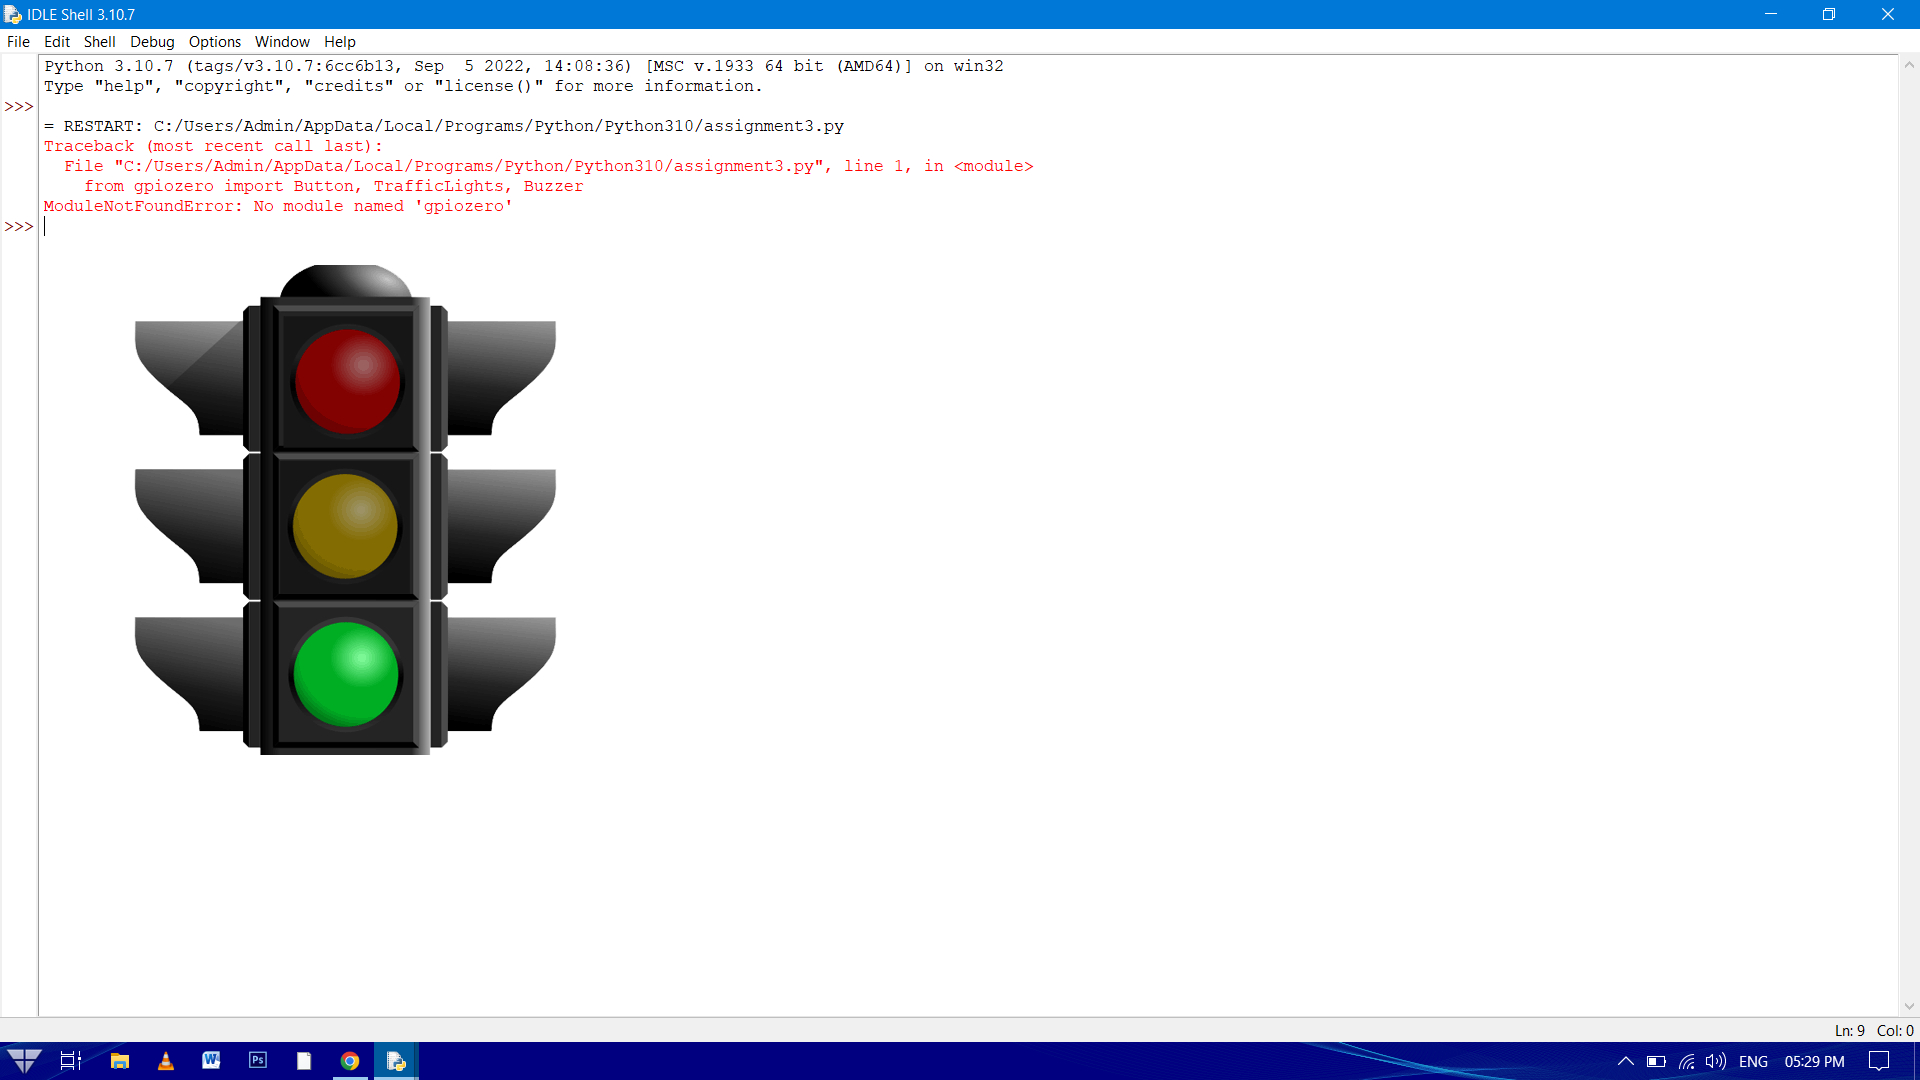 IDLE Shell 3.10.7
File Edit Shell Debug Options Window Help
Python 3.10.7 (tags/v3.10.7:6cc6b13, Sep  5 2022, 14:08:36) [MSC v.1933 64 bit (AMD64)] on win32
Type "help", "copyright", "credits" or "license()" for more information.
>>>
= RESTART: C:/Users/Admin/AppData/Local/Programs/Python/Python310/assignment3.py
Traceback (most recent call last):
  File "C:/Users/Admin/AppData/Local/Programs/Python/Python310/assignment3.py", line 1, in <module>
    from gpiozero import Button, TrafficLights, Buzzer
ModuleNotFoundError: No module named 'gpiozero'
>>>
Ln: 9 Col: 0
W Ps ENG 05:29 PM